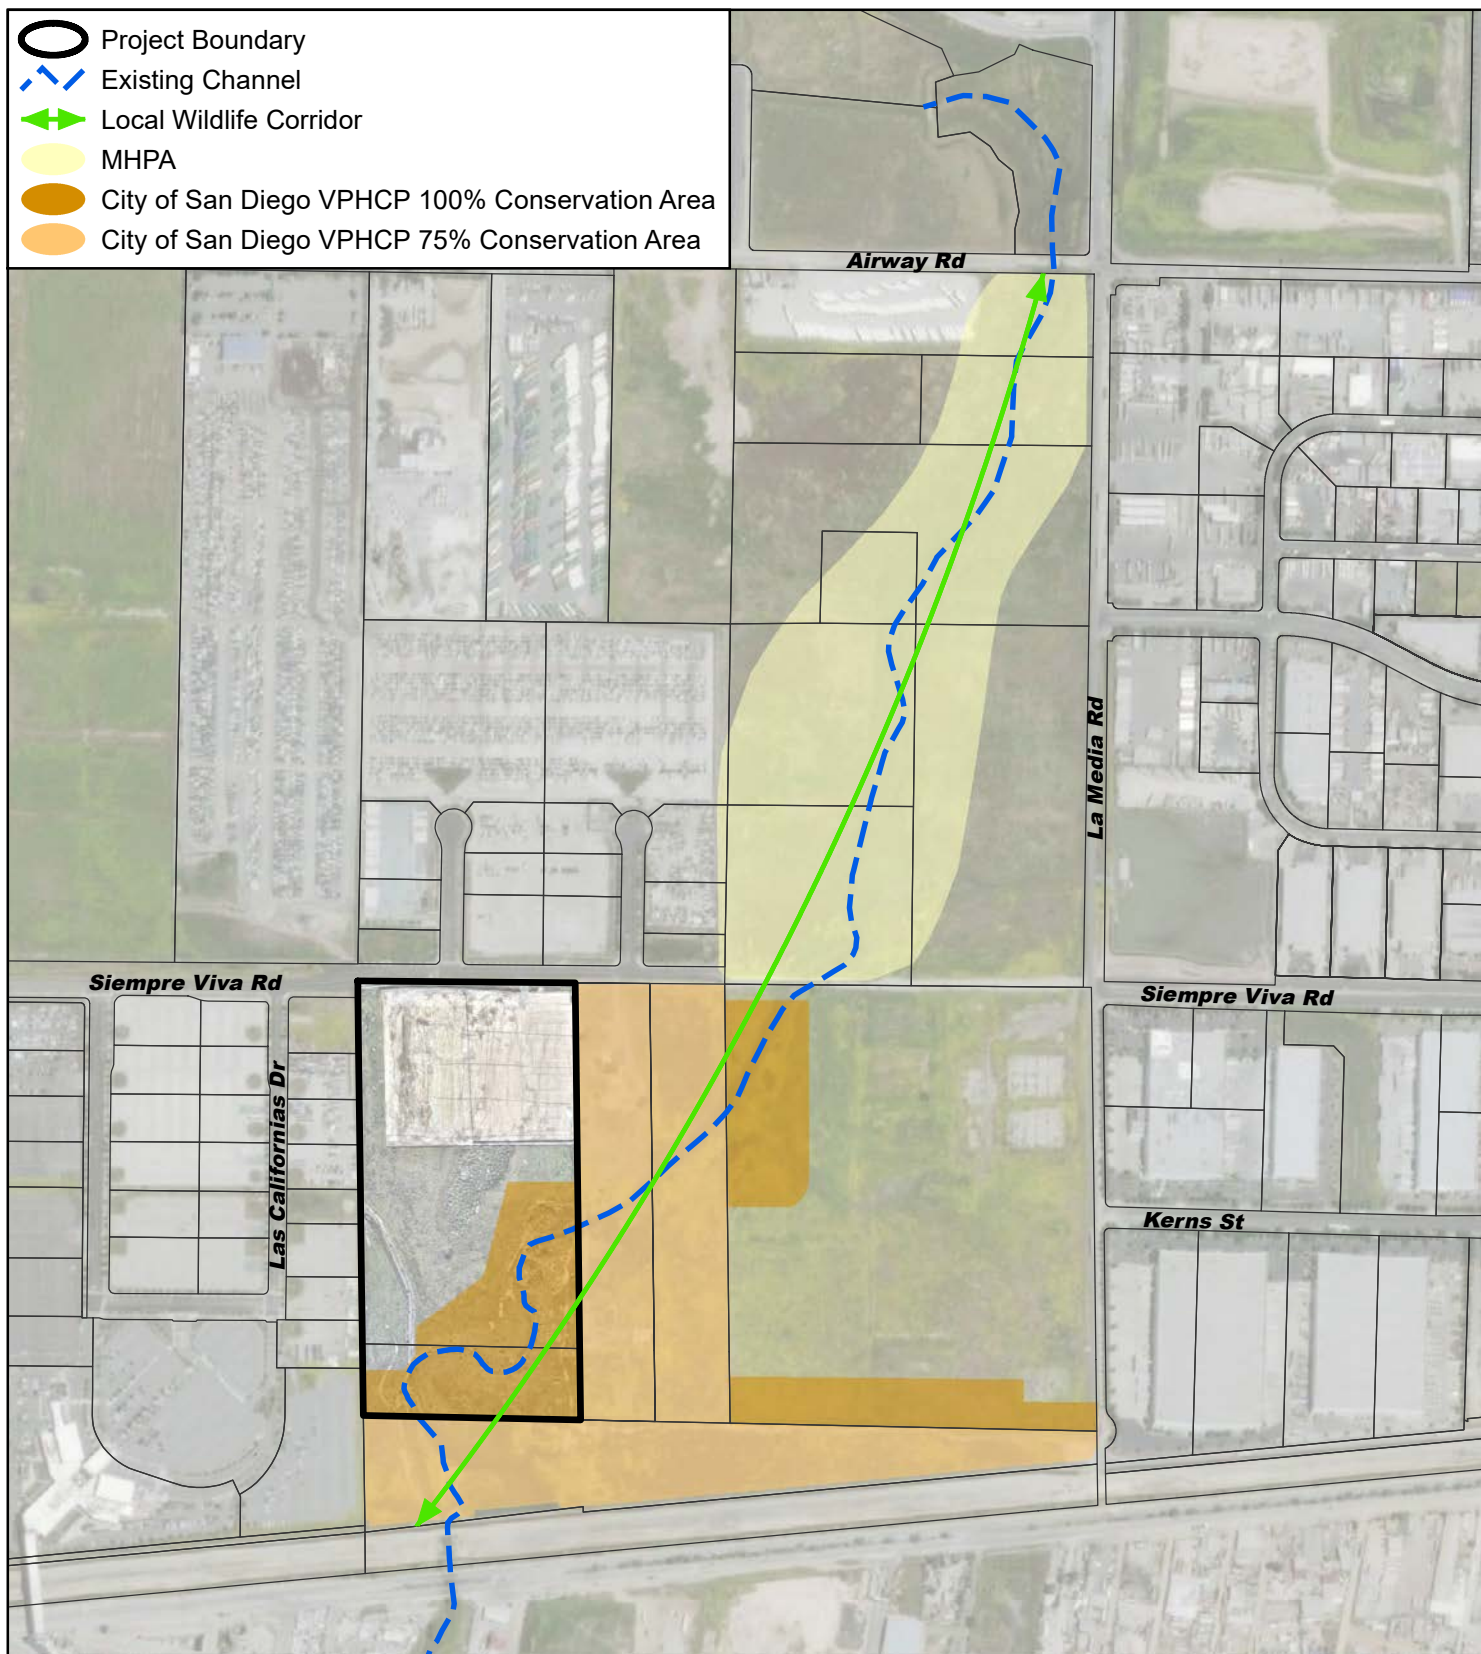 Project Boundary
Existing Channel
Local Wildlife Corridor
MHPA
City of San Diego VPHCP 100% Conservation Area
City of San Diego VPHCP 75% Conservation Area
Airway Rd
La Media Rd
Siempre Viva Rd
Siempre Viva Rd
Las Californias Dr
Kerns St